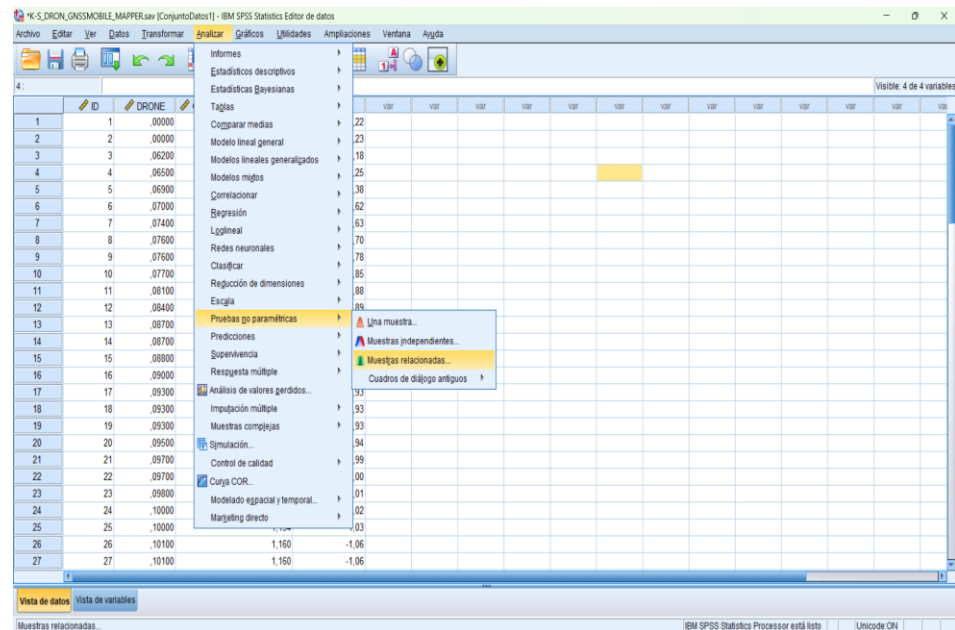 *K-S_DRON_GNSSMOBILE_MAPPER.sav [ConjuntoDatos1] - IBM SPSS Statistics Editor de datos
Archivo Editar Ver Datos Transformar Analizar Gráficos Utilidades Ampliaciones Ventana Ayuda
4 : Visible: 4 de 4 variables
ID DRONE var var var var var var var var var var var var
Informes
Estadísticos descriptivos
Estadísticas Bayesianas
Tablas
Comparar medias
Modelo lineal general
Modelos lineales generalizados
Modelos mixtos
Correlacionar
Regresión
Loglineal
Redes neuronales
Clasificar
Reducción de dimensiones
Escala
Pruebas no paramétricas
Predicciones
Supervivencia
Respuesta múltiple
Análisis de valores perdidos...
Imputación múltiple
Muestras complejas
Simulación...
Control de calidad
Curva COR...
Modelado espacial y temporal...
Marketing directo
Una muestra...
Muestras independientes...
Muestras relacionadas...
Cuadros de diálogo antiguos
1 1 ,00000 ,22
2 2 ,00000 ,23
3 3 ,06200 ,18
4 4 ,06500 ,25
5 5 ,06900 ,38
6 6 ,07000 ,62
7 7 ,07400 ,63
8 8 ,07600 ,70
9 9 ,07600 ,78
10 10 ,07700 ,85
11 11 ,08100 ,88
12 12 ,08400 ,89
13 13 ,08700
14 14 ,08700
15 15 ,08800
16 16 ,09000
17 17 ,09300 ,93
18 18 ,09300 ,93
19 19 ,09300 ,93
20 20 ,09500 ,94
21 21 ,09700 ,99
22 22 ,09700 ,00
23 23 ,09800 ,01
24 24 ,10000 ,02
25 25 ,10000 ,03
26 26 ,10100 1,160 -1,06
27 27 ,10100 1,160 -1,06
Vista de datos Vista de variables
Muestras relacionadas... IBM SPSS Statistics Processor está listo Unicode:ON